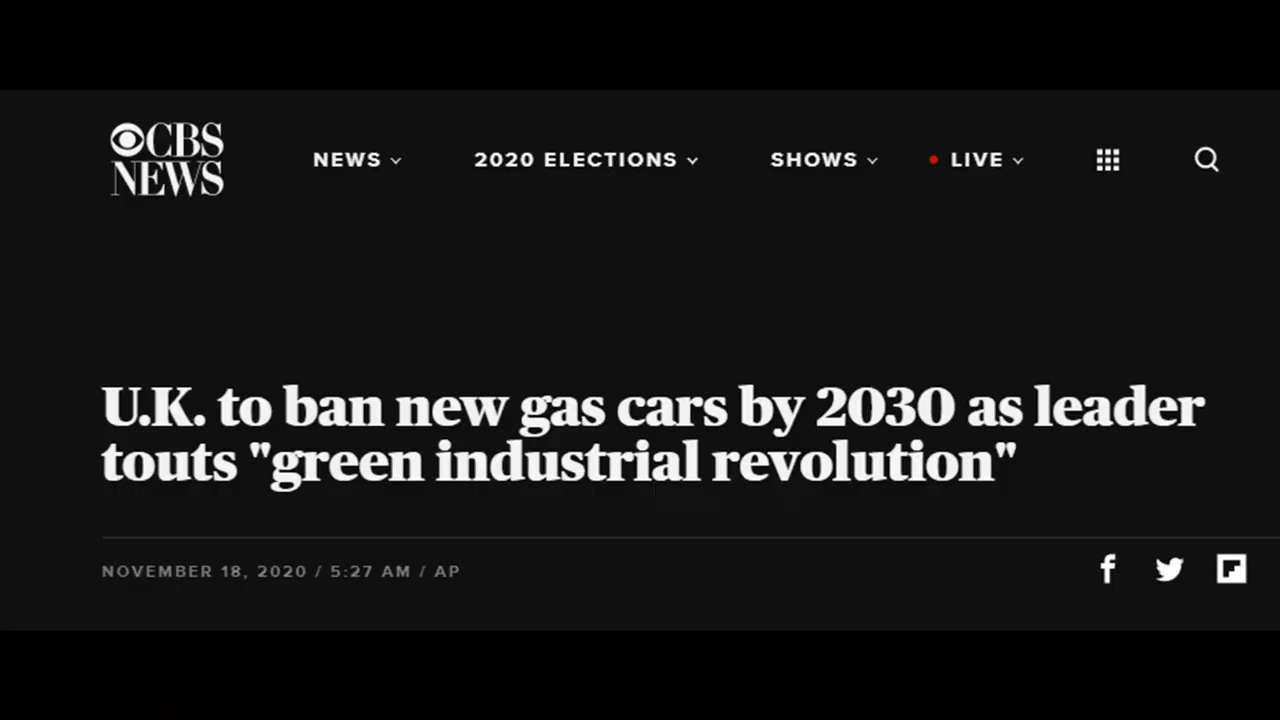 CBS
NEWS
NEWS 2020 ELECTIONS SHOWS LIVE
U.K. to ban new gas cars by 2030 as leader
touts "green industrial revolution"
NOVEMBER 18, 2020 / 5:27 AM / AP